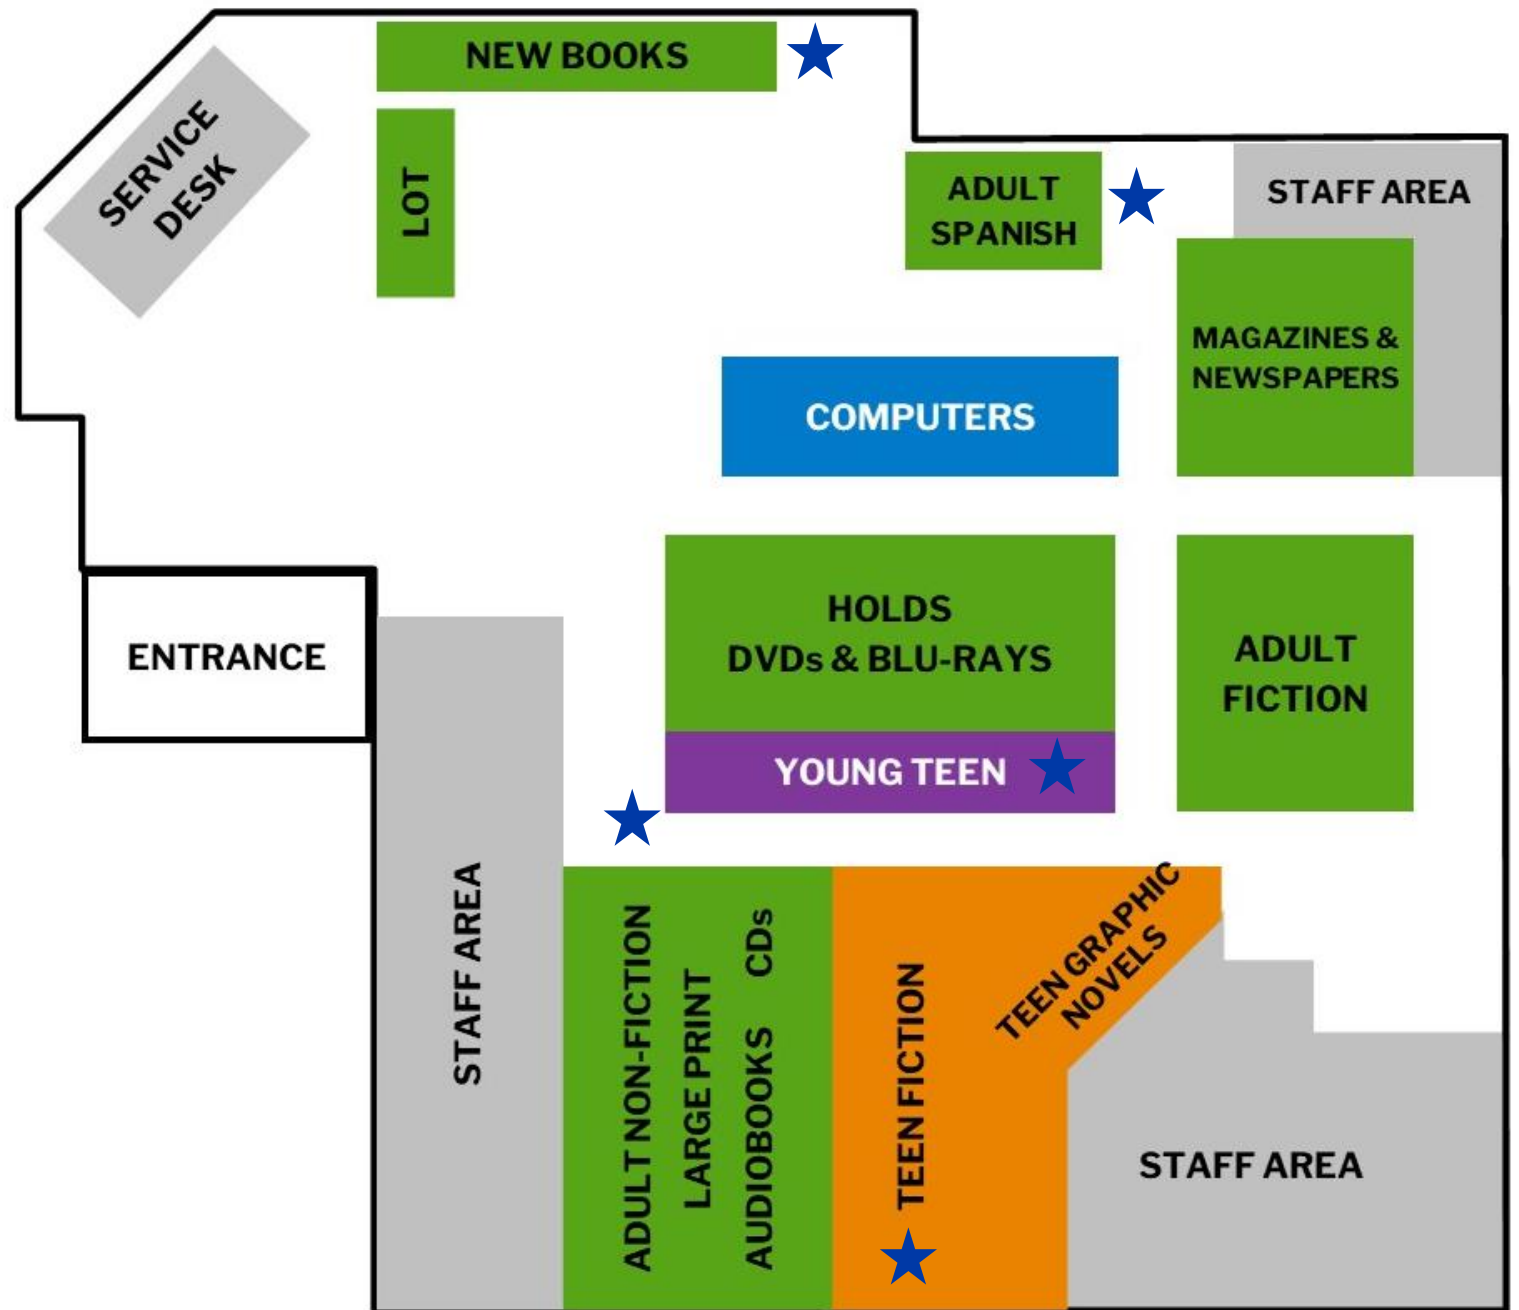 NEW BOOKS
SERVICE
DESK
LOT
ADULT
SPANISH
STAFF AREA
MAGAZINES &
NEWSPAPERS
COMPUTERS
ENTRANCE
HOLDS
DVDs & BLU-RAYS
ADULT
FICTION
YOUNG TEEN
STAFF AREA
ADULT NON-FICTION
LARGE PRINT
AUDIOBOOKS CDs
TEEN FICTION
TEEN GRAPHIC
NOVELS
STAFF AREA